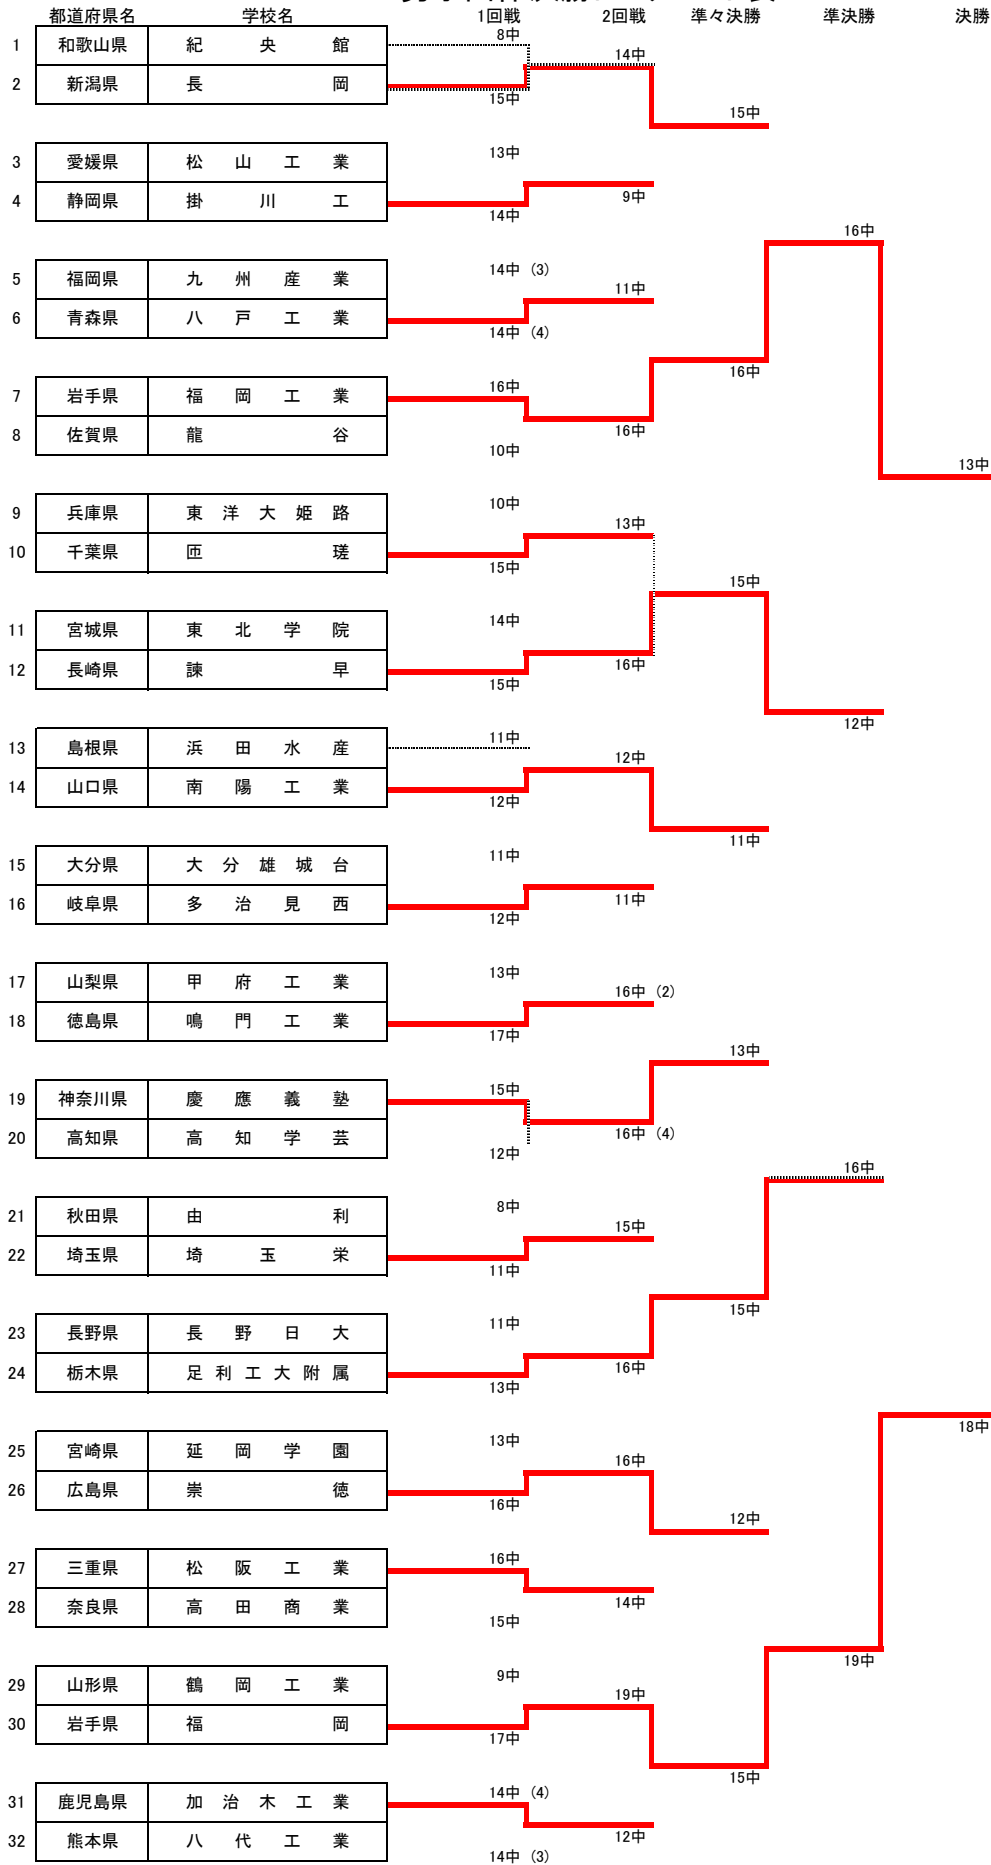 都道府県名 学校名 1回戦 2回戦 準々決勝 準決勝 決勝
8中
1 和歌山県 紀央館
14中
2 新潟県 長岡
15中
15中
13中
3 愛媛県 松山工業
4 静岡県 掛川工
9中
14中
16中
14中 (3)
5 福岡県 九州産業
11中
6 青森県 八戸工業
14中 (4)
16中
16中
7 岩手県 福岡工業
16中
8 佐賀県 龍谷
10中
13中
10中
9 兵庫県 東洋大姫路
13中
10 千葉県 匝瑳
15中
15中
14中
11 宮城県 東北学院
16中
12 長崎県 諫早
15中
12中
11中
13 島根県 浜田水産
12中
14 山口県 南陽工業
12中
11中
11中
15 大分県 大分雄城台
11中
16 岐阜県 多治見西
12中
13中
17 山梨県 甲府工業
16中 (2)
18 徳島県 鳴門工業
17中
13中
15中
19 神奈川県 慶應義塾
16中 (4)
20 高知県 高知学芸
12中
16中
8中
21 秋田県 由利
15中
22 埼玉県 埼玉栄
11中
15中
11中
23 長野県 長野日大
16中
24 栃木県 足利工大附属
13中
18中
13中
25 宮崎県 延岡学園
16中
26 広島県 崇徳
16中
12中
16中
27 三重県 松阪工業
14中
28 奈良県 高田商業
15中
19中
9中
29 山形県 鶴岡工業
19中
30 岩手県 福岡
17中
15中
14中 (4)
31 鹿児島県 加治木工業
12中
32 熊本県 八代工業
14中 (3)